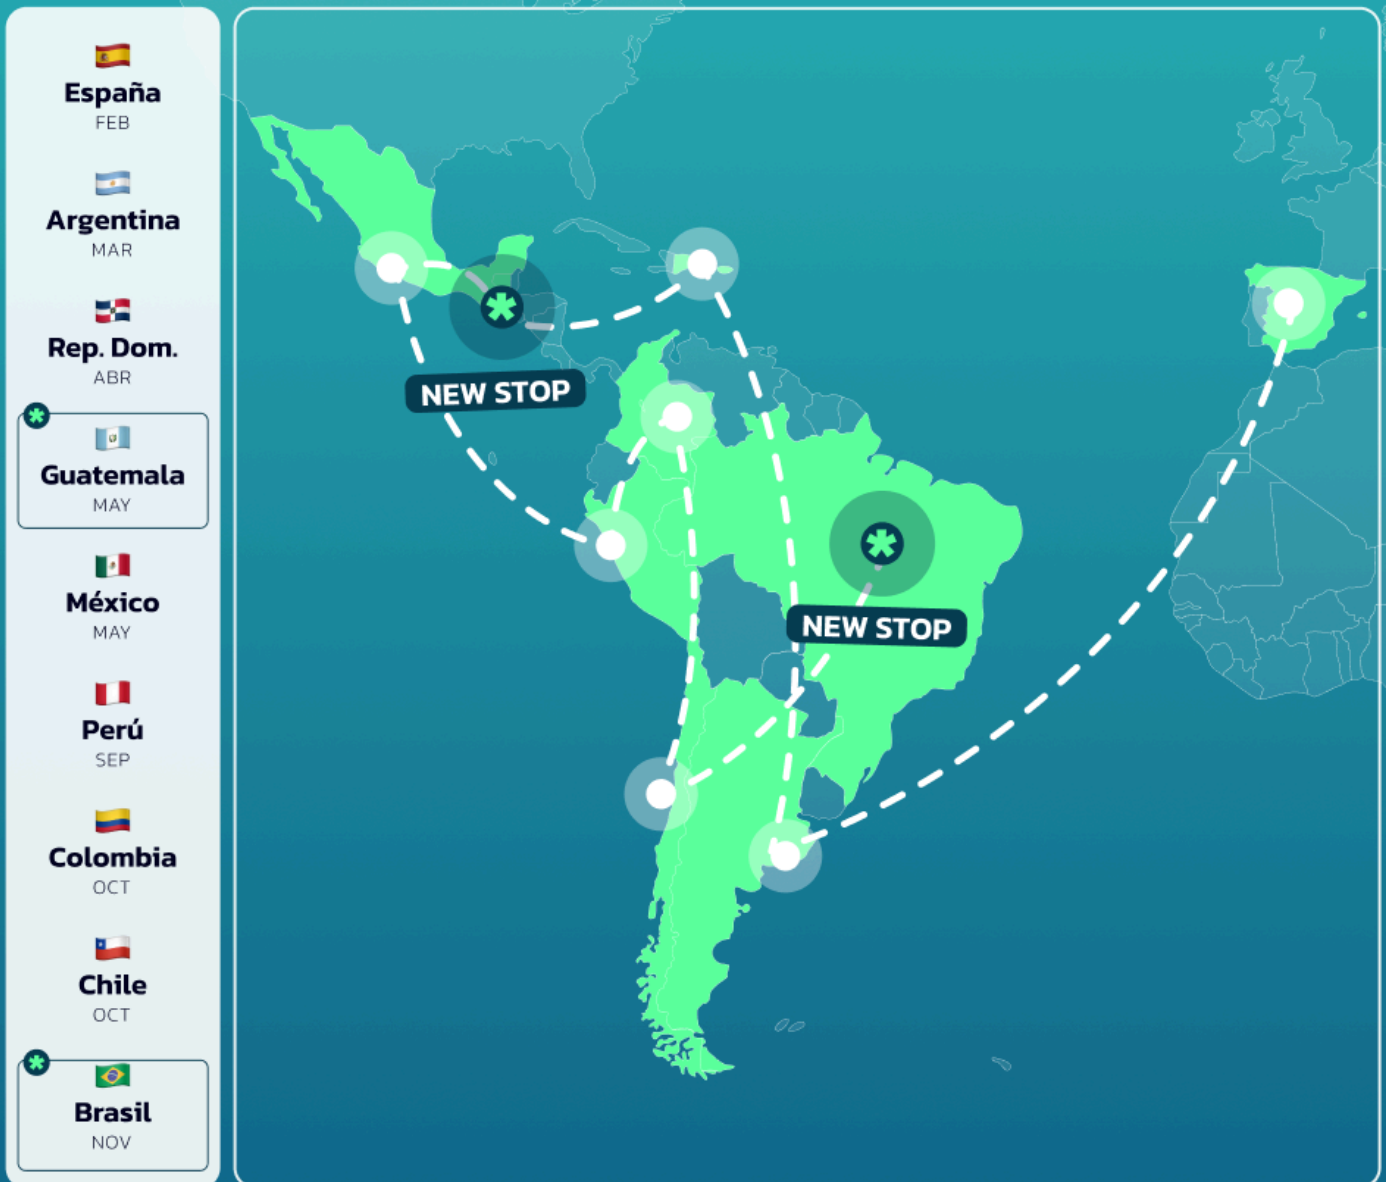 España
FEB
Argentina
MAR
Rep. Dom.
ABR
Guatemala
MAY
México
MAY
Perú
SEP
Colombia
OCT
Chile
OCT
Brasil
NOV
NEW STOP
NEW STOP